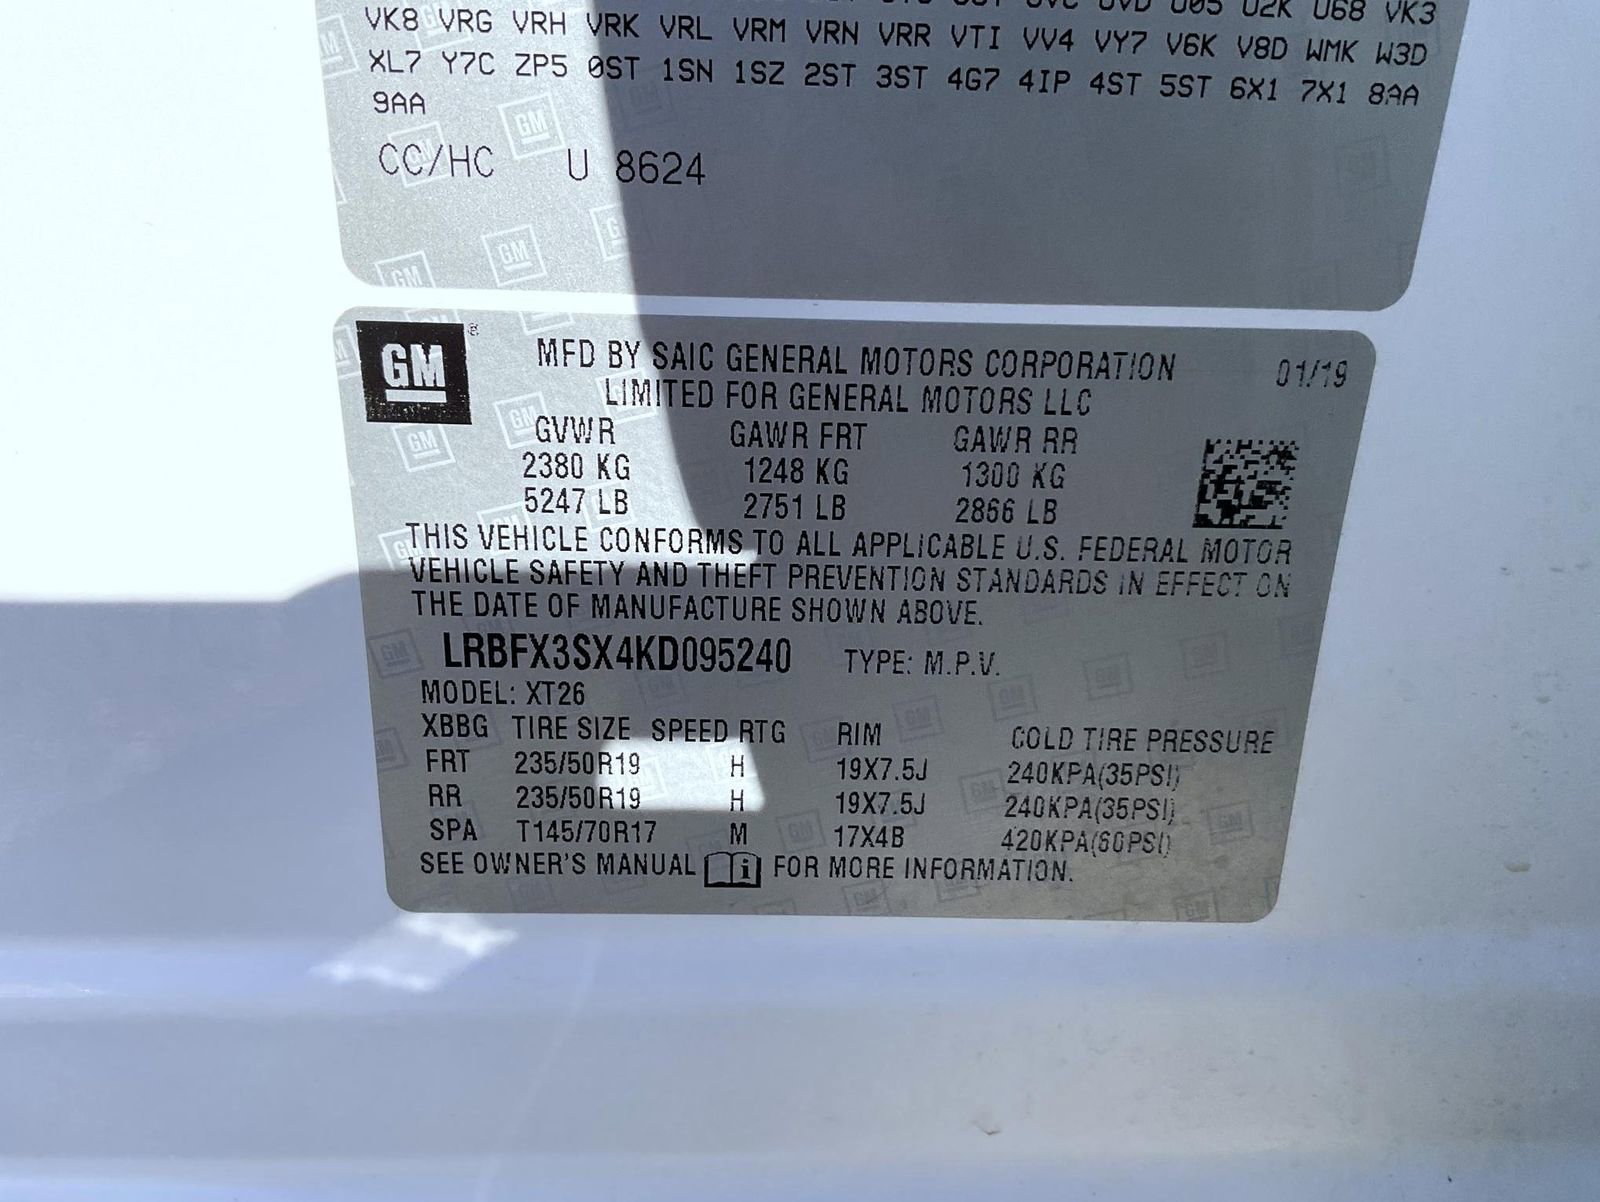 U05 U2K U68 VK3
VK8 VRG VRH VRK VRL VRM VRN VRR VTI VV4 VY7 V6K V8D WMK W3D
XL7 Y7C ZP5 0ST 1SN 1SZ 2ST 3ST 4G7 4IP 4ST 5ST 6X1 7X1 8AA
9AA
CC/HC U 8624
GM ®
MFD BY SAIC GENERAL MOTORS CORPORATION 01/19
LIMITED FOR GENERAL MOTORS LLC
GVWR GAWR FRT GAWR RR
2380 KG 1248 KG 1300 KG
5247 LB 2751 LB 2866 LB
THIS VEHICLE CONFORMS TO ALL APPLICABLE U.S. FEDERAL MOTOR
VEHICLE SAFETY AND THEFT PREVENTION STANDARDS IN EFFECT ON
THE DATE OF MANUFACTURE SHOWN ABOVE.
LRBFX3SX4KD095240 TYPE: M.P.V.
MODEL: XT26
XBBG TIRE SIZE SPEED RTG RIM COLD TIRE PRESSURE
FRT 235/50R19 H 19X7.5J 240KPA(35PSI)
RR 235/50R19 H 19X7.5J 240KPA(35PSI)
SPA T145/70R17 M 17X4B 420KPA(60PSI)
SEE OWNER'S MANUAL i FOR MORE INFORMATION.